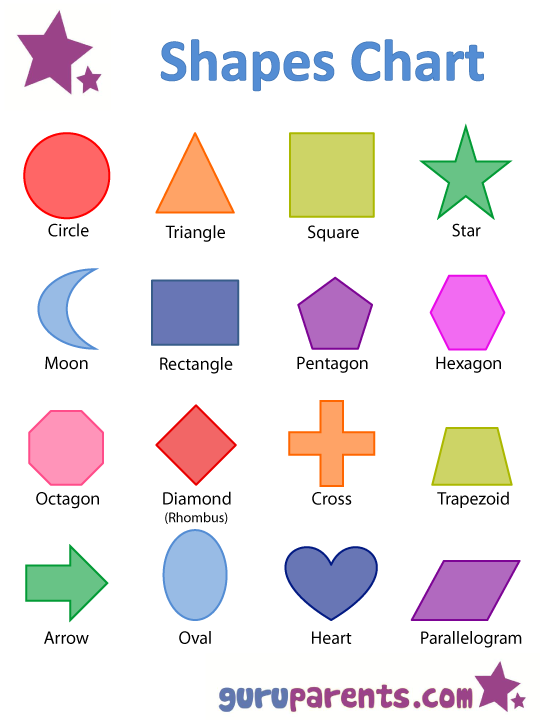 Shapes Chart
Circle
Triangle
Square
Star
Moon
Rectangle
Pentagon
Hexagon
Octagon
Diamond
(Rhombus)
Cross
Trapezoid
Arrow
Oval
Heart
Parallelogram
guruparents.com